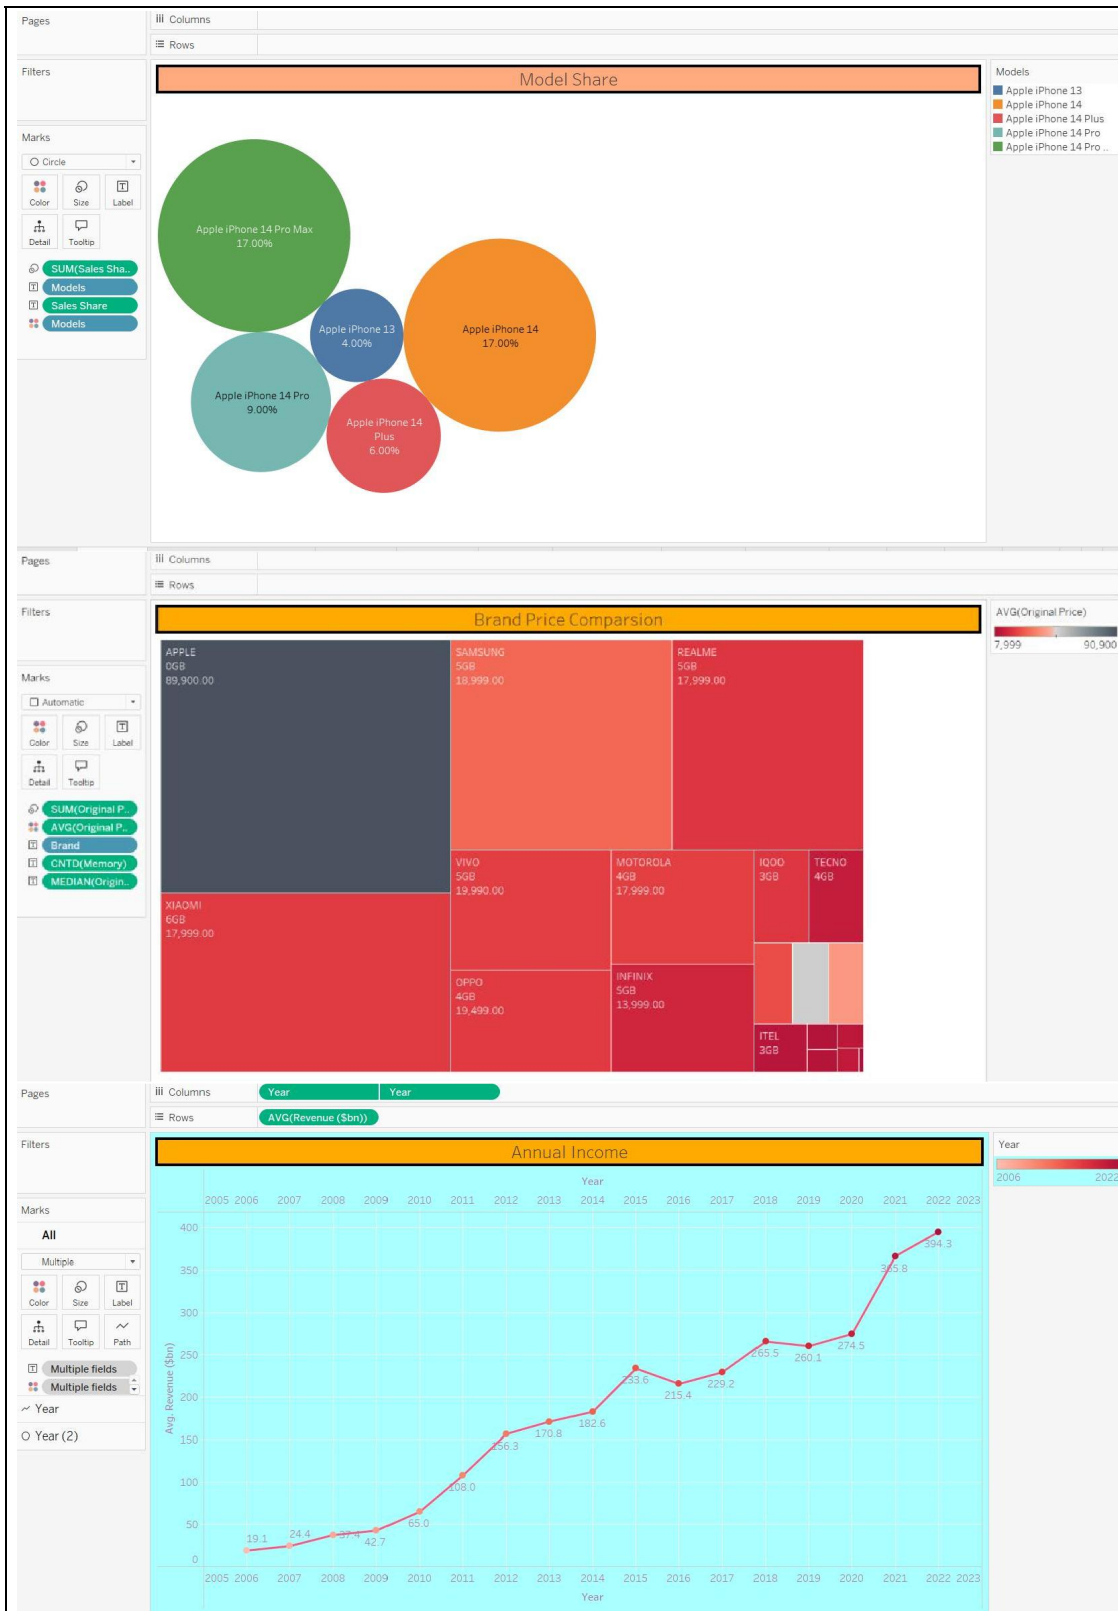 Pages
Columns
Rows
Filters
Model Share
Models
Apple iPhone 13
Apple iPhone 14
Apple iPhone 14 Plus
Apple iPhone 14 Pro
Apple iPhone 14 Pro ..
Marks
Circle
Color
Size
Label
Detail
Tooltip
SUM(Sales Sha..
Models
Sales Share
Models
Apple iPhone 14 Pro Max
17.00%
Apple iPhone 13
4.00%
Apple iPhone 14
17.00%
Apple iPhone 14 Pro
9.00%
Apple iPhone 14
Plus
6.00%
Pages
Columns
Rows
Filters
Brand Price Comparsion
AVG(Original Price)
7,999 90,900
Marks
Automatic
Color
Size
Label
Detail
Tooltip
SUM(Original P..
AVG(Original P..
Brand
CNTD(Memory)
MEDIAN(Origin..
APPLE
0GB
89,900.00
SAMSUNG
5GB
18,999.00
REALME
5GB
17,999.00
XIAOMI
6GB
17,999.00
VIVO
5GB
19,990.00
MOTOROLA
4GB
17,999.00
IQOO
3GB
TECNO
4GB
OPPO
4GB
19,499.00
INFINIX
5GB
13,999.00
ITEL
3GB
Pages
Columns
Year
Year
Rows
AVG(Revenue ($bn))
Filters
Annual Income
Year
2006 2022
Marks
All
Multiple
Color
Size
Label
Detail
Tooltip
Path
Multiple fields
Multiple fields
Year
Year (2)
Year
2005 2006 2007 2008 2009 2010 2011 2012 2013 2014 2015 2016 2017 2018 2019 2020 2021 2022 2023
Avg. Revenue ($bn)
400
350
300
250
200
150
100
50
0
19.1
24.4
37.4
42.7
65.0
108.0
156.3
170.8
182.6
233.6
215.4
229.2
265.5
260.1
274.5
365.8
394.3
2005 2006 2007 2008 2009 2010 2011 2012 2013 2014 2015 2016 2017 2018 2019 2020 2021 2022 2023
Year